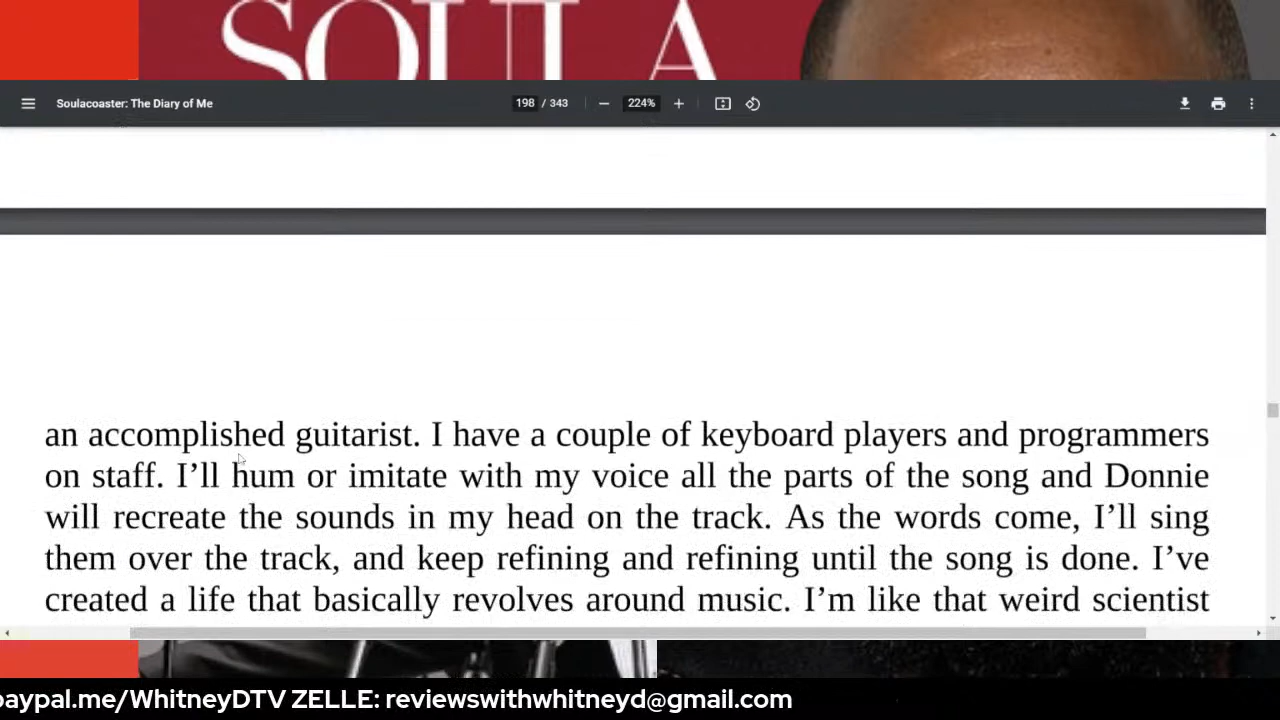 SOULA
Soulacoaster: The Diary of Me
198 / 343
224%
an accomplished guitarist. I have a couple of keyboard players and programmers
on staff. I’ll hum or imitate with my voice all the parts of the song and Donnie
will recreate the sounds in my head on the track. As the words come, I’ll sing
them over the track, and keep refining and refining until the song is done. I’ve
created a life that basically revolves around music. I’m like that weird scientist
paypal.me/WhitneyDTV ZELLE: reviewswithwhitneyd@gmail.com